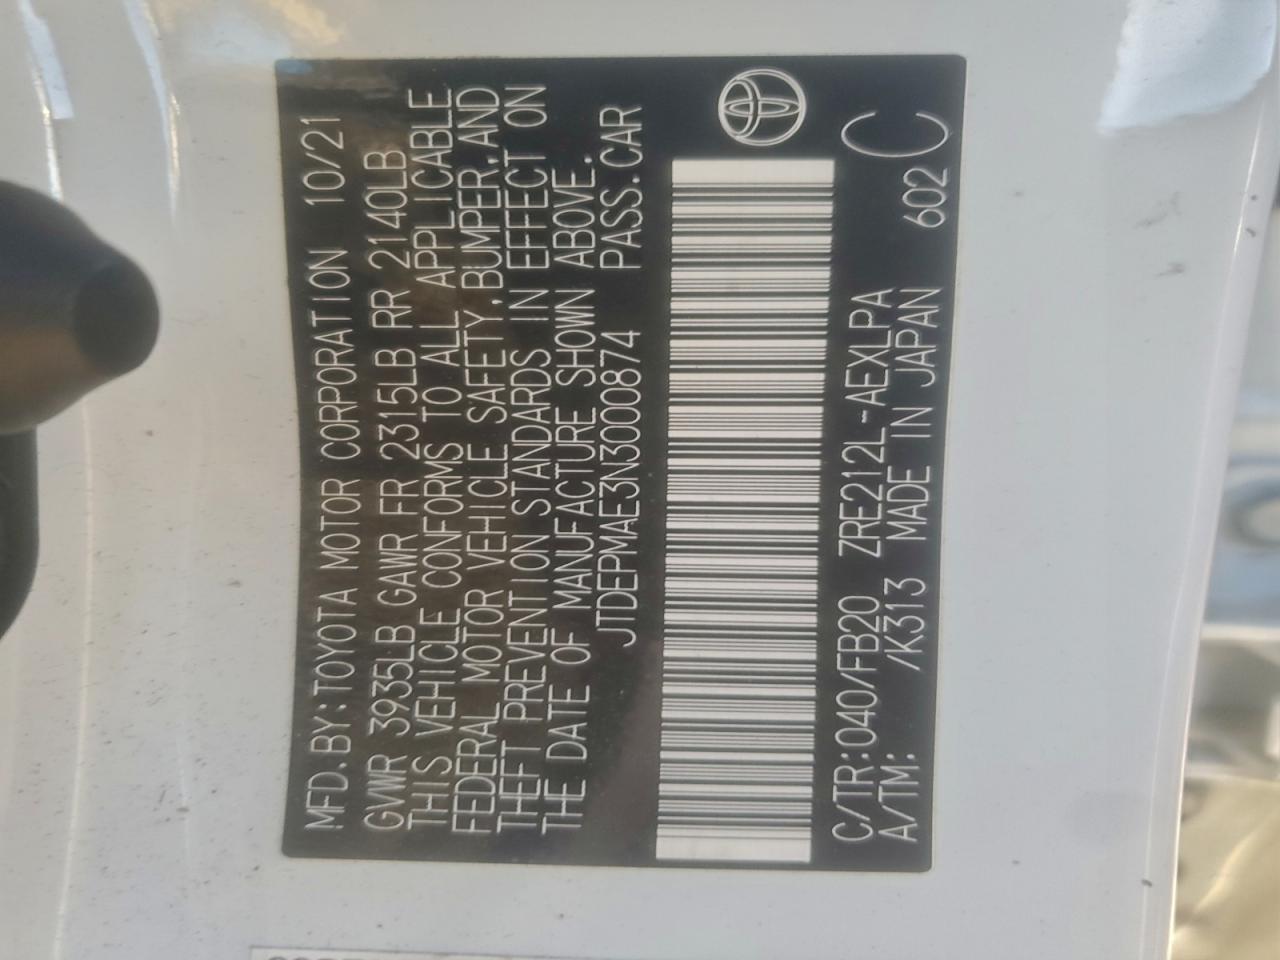 MFD.BY:TOYOTA MOTOR CORPORATION 10/21
GVWR 3935LB GAWR FR 2315LB RR 2140LB
THIS VEHICLE CONFORMS TO ALL APPLICABLE
FEDERAL MOTOR VEHICLE SAFETY,BUMPER,AND
THEFT PREVENTION STANDARDS IN EFFECT ON
THE DATE OF MANUFACTURE SHOWN ABOVE.
JTDEPMAE3N3000874 PASS.CAR
C/TR:040/FB20 ZRE212L-AEXLPA
A/TM: /K313 MADE IN JAPAN 602 C